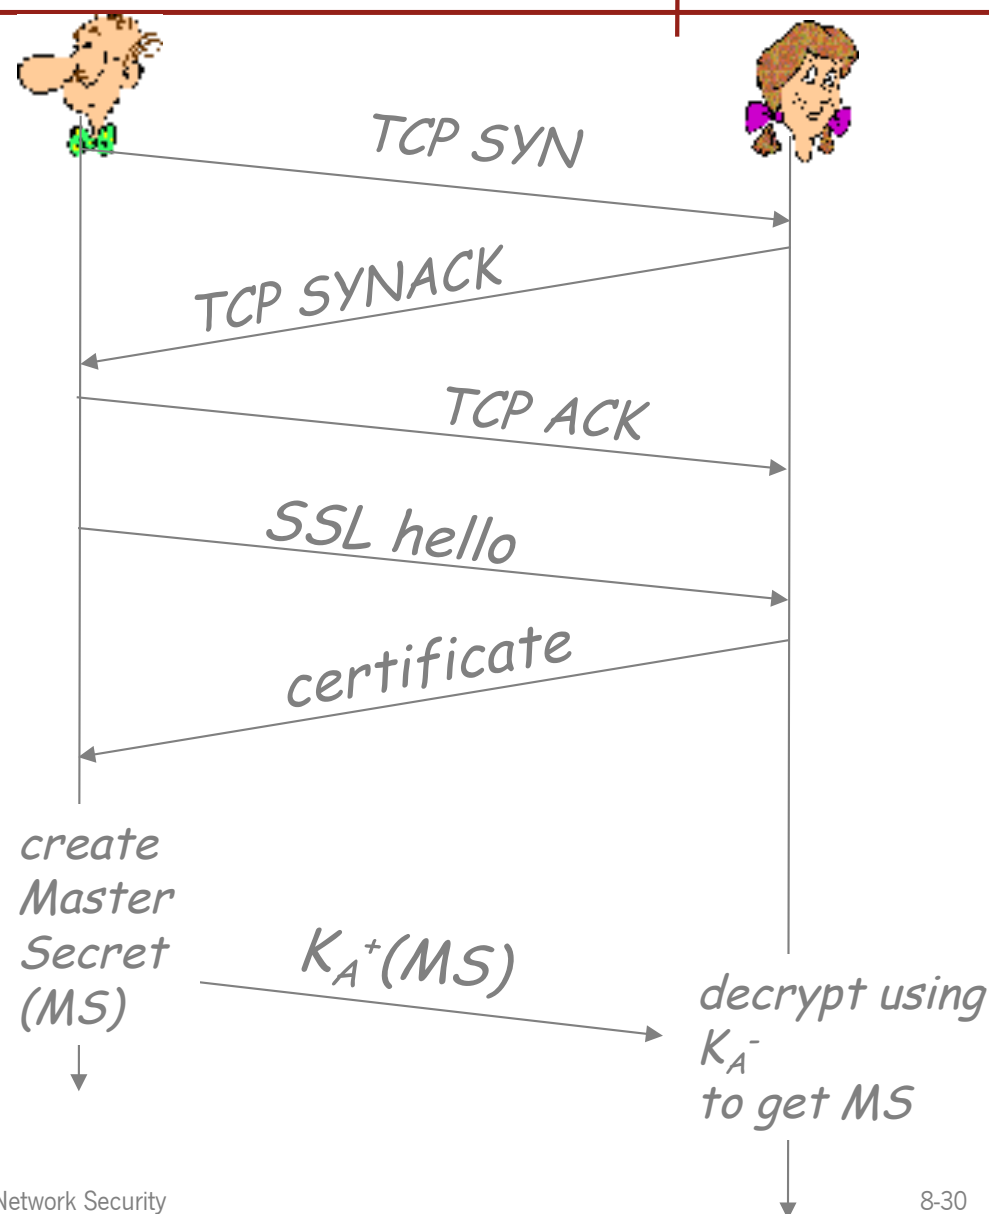 TCP SYN
TCP SYNACK
TCP ACK
SSL hello
certificate
create
Master
Secret
(MS)
K_A^+(MS)
decrypt using
K_A^-
to get MS
Network Security
8-30